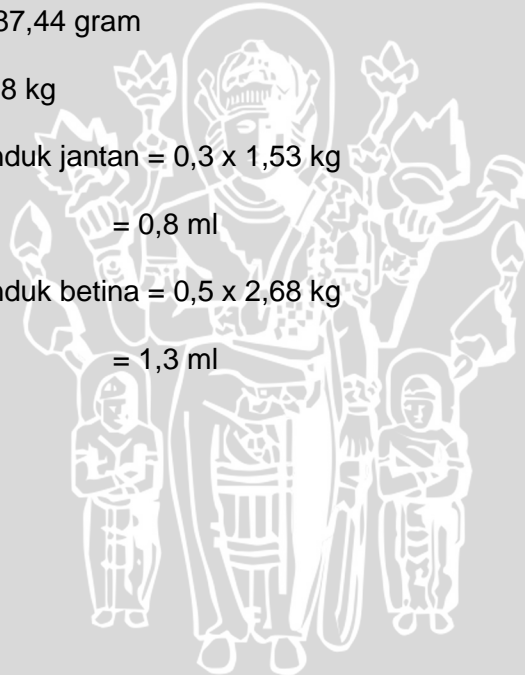 37,44 gram
8 kg
nduk jantan = 0,3 x 1,53 kg
= 0,8 ml
nduk betina = 0,5 x 2,68 kg
= 1,3 ml